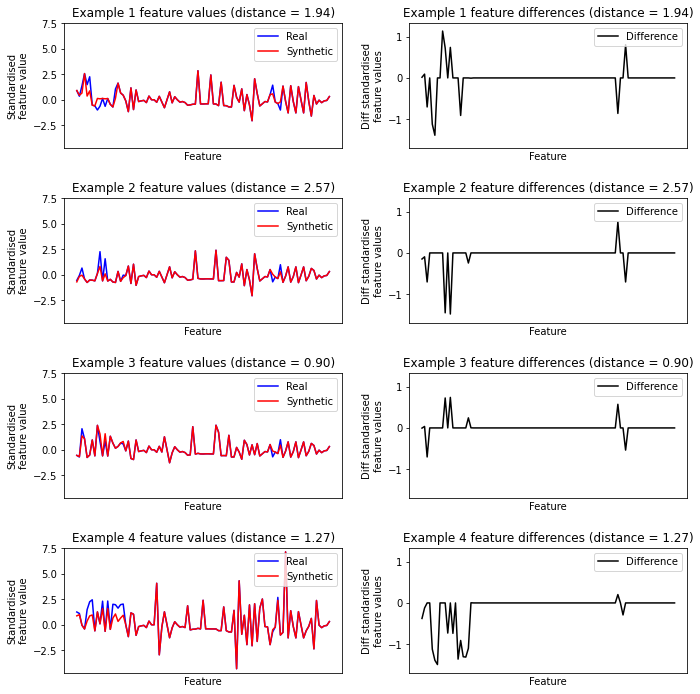 Example 1 feature values (distance = 1.94)
7.5
5.0
2.5
0.0
−2.5
Standardised
feature value
Real
Synthetic
Feature
Example 1 feature differences (distance = 1.94)
1
0
−1
Diff standardised
feature values
Difference
Feature
Example 2 feature values (distance = 2.57)
7.5
5.0
2.5
0.0
−2.5
Standardised
feature value
Real
Synthetic
Feature
Example 2 feature differences (distance = 2.57)
1
0
−1
Diff standardised
feature values
Difference
Feature
Example 3 feature values (distance = 0.90)
7.5
5.0
2.5
0.0
−2.5
Standardised
feature value
Real
Synthetic
Feature
Example 3 feature differences (distance = 0.90)
1
0
−1
Diff standardised
feature values
Difference
Feature
Example 4 feature values (distance = 1.27)
7.5
5.0
2.5
0.0
−2.5
Standardised
feature value
Real
Synthetic
Feature
Example 4 feature differences (distance = 1.27)
1
0
−1
Diff standardised
feature values
Difference
Feature